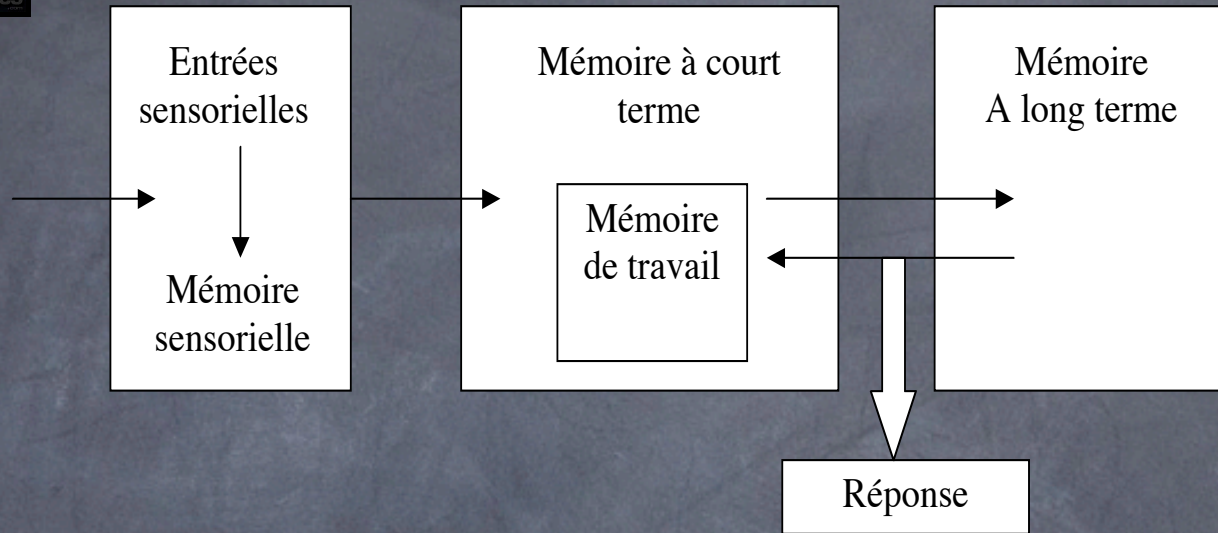 Entrées
sensorielles
Mémoire
sensorielle
Mémoire à court
terme
Mémoire
de travail
Mémoire
A long terme
Réponse